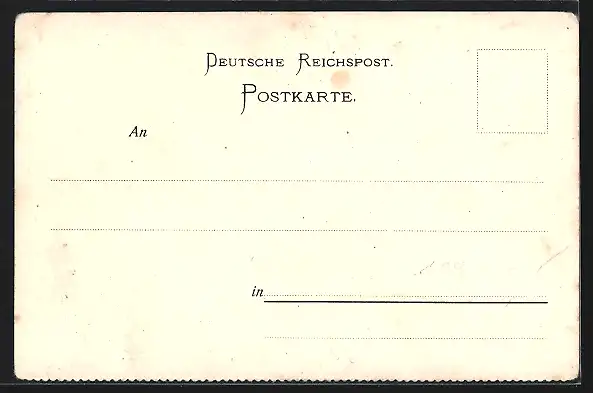 Deutsche Reichspost.
Postkarte.
An
in